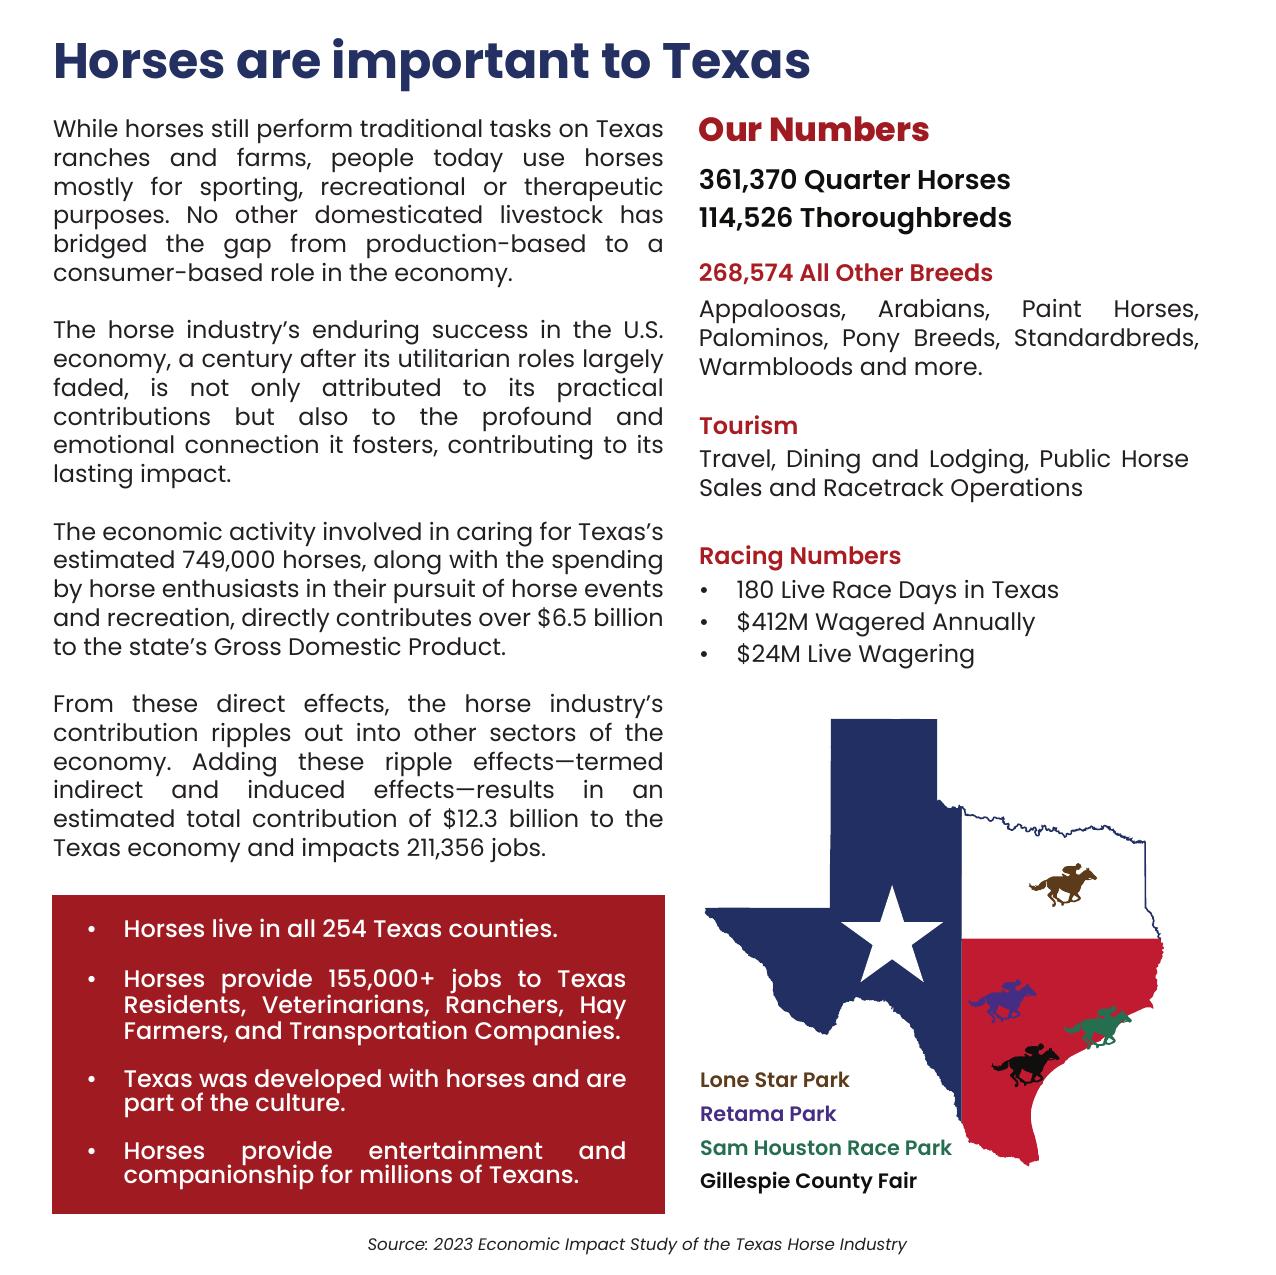 Horses are important to Texas
While horses still perform traditional tasks on Texas
ranches and farms, people today use horses
mostly for sporting, recreational or therapeutic
purposes. No other domesticated livestock has
bridged the gap from production-based to a
consumer-based role in the economy.
The horse industry’s enduring success in the U.S.
economy, a century after its utilitarian roles largely
faded, is not only attributed to its practical
contributions but also to the profound and
emotional connection it fosters, contributing to its
lasting impact.
The economic activity involved in caring for Texas’s
estimated 749,000 horses, along with the spending
by horse enthusiasts in their pursuit of horse events
and recreation, directly contributes over $6.5 billion
to the state’s Gross Domestic Product.
From these direct effects, the horse industry’s
contribution ripples out into other sectors of the
economy. Adding these ripple effects—termed
indirect and induced effects—results in an
estimated total contribution of $12.3 billion to the
Texas economy and impacts 211,356 jobs.
• Horses live in all 254 Texas counties.
• Horses provide 155,000+ jobs to Texas
Residents, Veterinarians, Ranchers, Hay
Farmers, and Transportation Companies.
• Texas was developed with horses and are
part of the culture.
• Horses provide entertainment and
companionship for millions of Texans.
Our Numbers
361,370 Quarter Horses
114,526 Thoroughbreds
268,574 All Other Breeds
Appaloosas, Arabians, Paint Horses,
Palominos, Pony Breeds, Standardbreds,
Warmbloods and more.
Tourism
Travel, Dining and Lodging, Public Horse
Sales and Racetrack Operations
Racing Numbers
• 180 Live Race Days in Texas
• $412M Wagered Annually
• $24M Live Wagering
Lone Star Park
Retama Park
Sam Houston Race Park
Gillespie County Fair
Source: 2023 Economic Impact Study of the Texas Horse Industry